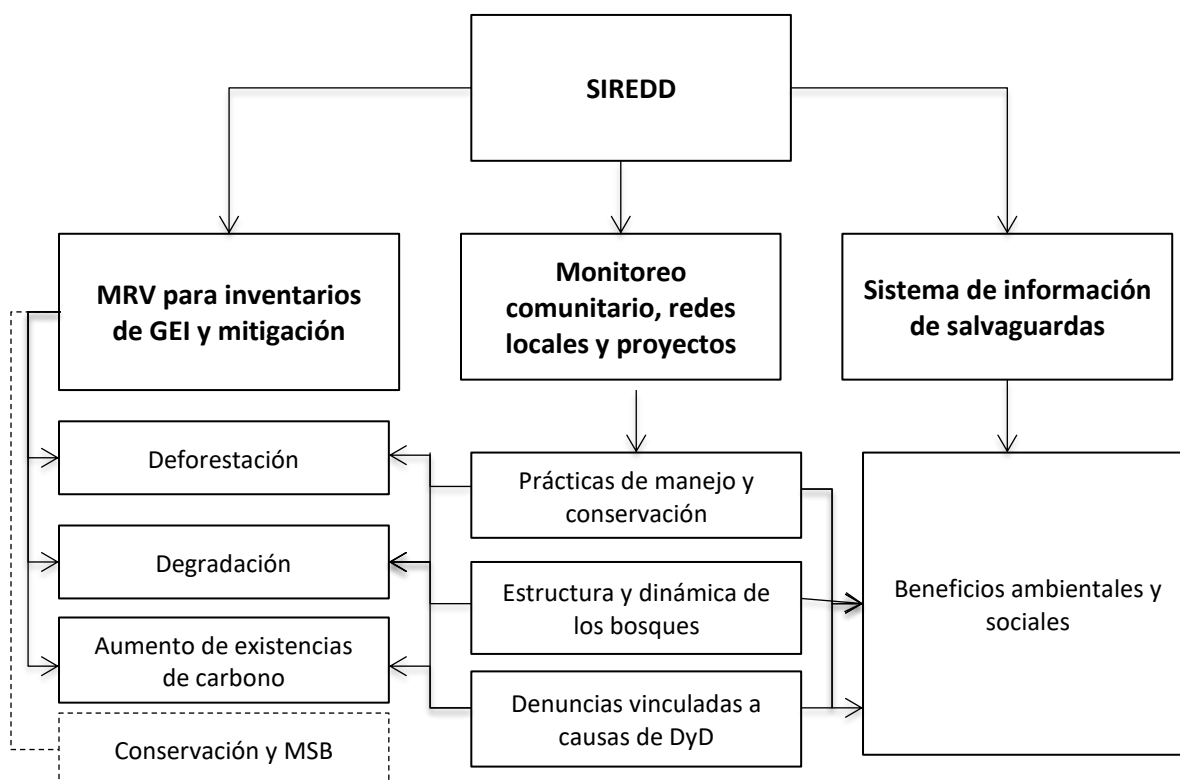 SIREDD
MRV para inventarios
de GEI y mitigación
Monitoreo
comunitario, redes
locales y proyectos
Sistema de información
de salvaguardas
Deforestación
Degradación
Aumento de existencias
de carbono
Conservación y MSB
Prácticas de manejo y
conservación
Estructura y dinámica de
los bosques
Denuncias vinculadas a
causas de DyD
Beneficios ambientales y
sociales